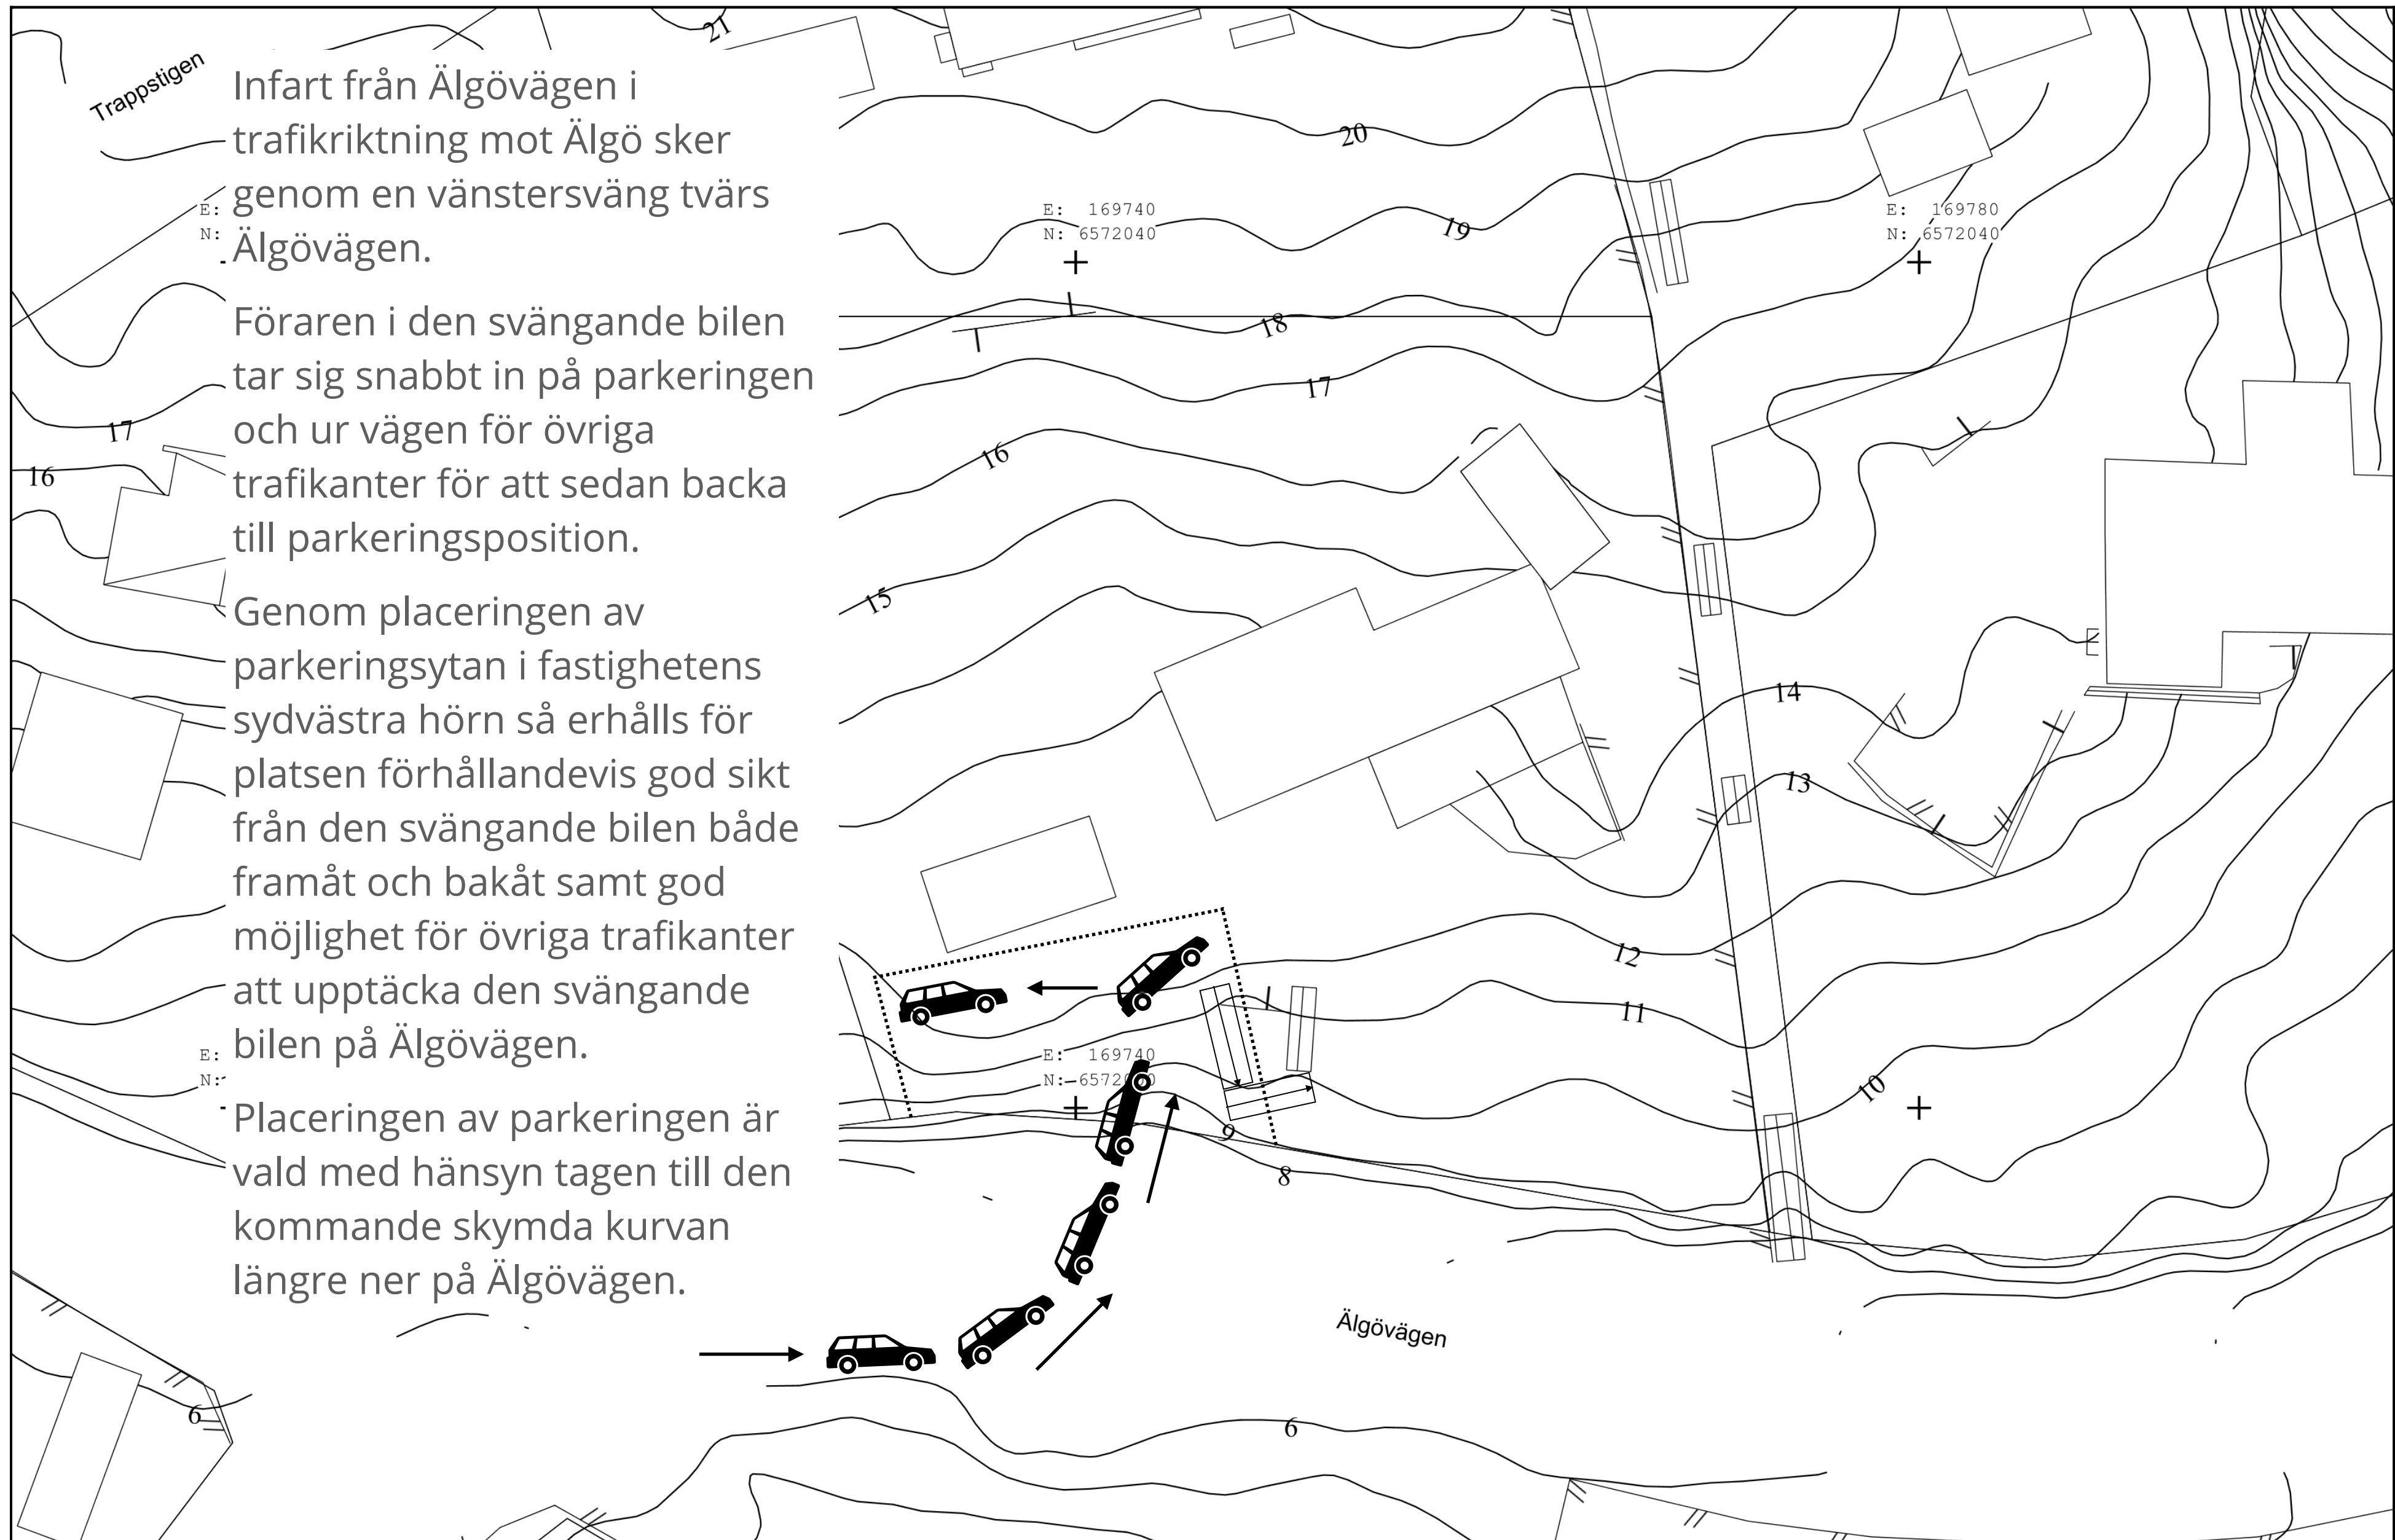 21
Trappstigen
Infart från Älgövägen i
trafikriktning mot Älgö sker
genom en vänstersväng tvärs
Älgövägen.
Föraren i den svängande bilen
tar sig snabbt in på parkeringen
och ur vägen för övriga
trafikanter för att sedan backa
till parkeringsposition.
Genom placeringen av
parkeringsytan i fastighetens
sydvästra hörn så erhålls för
platsen förhållandevis god sikt
från den svängande bilen både
framåt och bakåt samt god
möjlighet för övriga trafikanter
att upptäcka den svängande
bilen på Älgövägen.
Placeringen av parkeringen är
vald med hänsyn tagen till den
kommande skymda kurvan
längre ner på Älgövägen.
E:
N:
17
16
E:
N:
6
20
E: 169740
N: 6572040
19
E: 169780
N: 6572040
18
17
16
15
14
13
12
11
E: 169740
10
9
8
Älgövägen
6